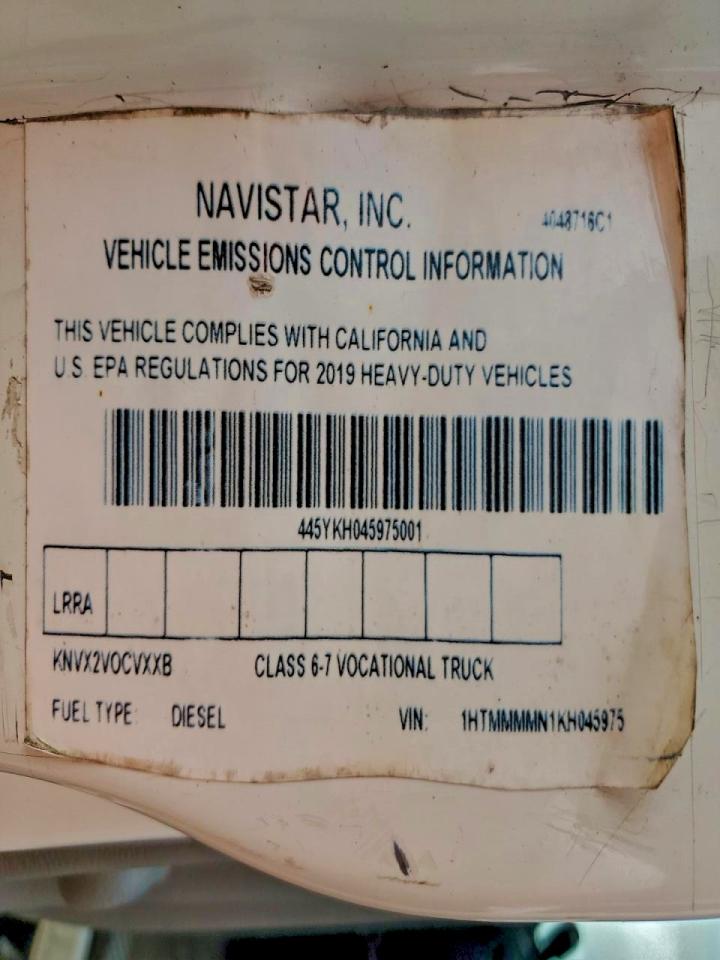 NAVISTAR, INC.
4048716C1
VEHICLE EMISSIONS CONTROL INFORMATION
THIS VEHICLE COMPLIES WITH CALIFORNIA AND
U S EPA REGULATIONS FOR 2019 HEAVY-DUTY VEHICLES
445YKH045975001
LRRA
KNVX2VOCVXXB CLASS 6-7 VOCATIONAL TRUCK
FUEL TYPE: DIESEL VIN: 1HTMMMMN1KH045975